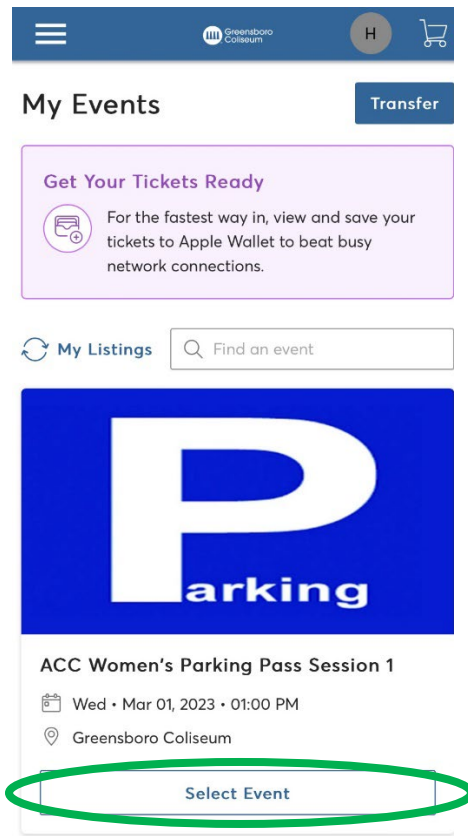 Greensboro
Coliseum
H
My Events
Transfer
Get Your Tickets Ready
For the fastest way in, view and save your
tickets to Apple Wallet to beat busy
network connections.
My Listings
Find an event
Parking
ACC Women's Parking Pass Session 1
Wed • Mar 01, 2023 • 01:00 PM
Greensboro Coliseum
Select Event